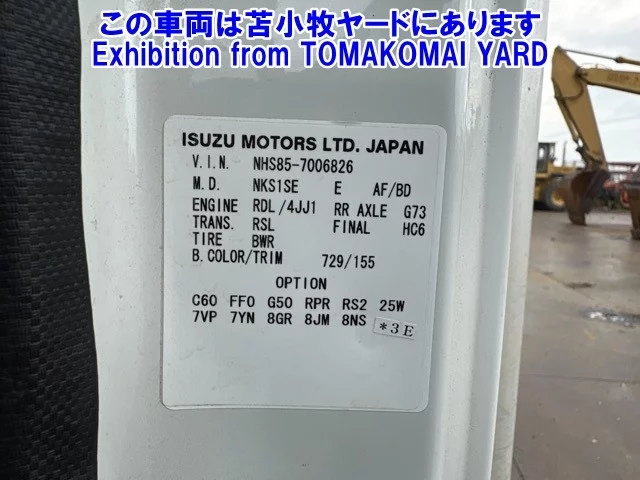 この車両は苫小牧ヤードにあります
Exhibition from TOMAKOMAI YARD
ISUZU MOTORS LTD. JAPAN
V.I.N. NHS85-7006826
M.D. NKS1SE E AF/BD
ENGINE RDL/4JJ1 RR AXLE G73
TRANS. RSL FINAL HC6
TIRE BWR
B.COLOR/TRIM 729/155
OPTION
C60 FF0 G50 RPR RS2 25W
7VP 7YN 8GR 8JM 8NS *3E